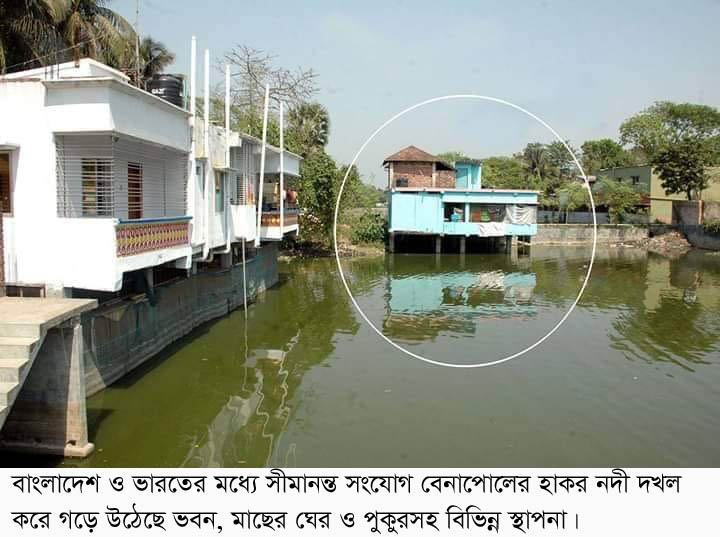 বাংলাদেশ ও ভারতের মধ্যে সীমানন্ত সংযোগ বেনাপোলের হাকর নদী দখল
করে গড়ে উঠেছে ভবন, মাছের ঘের ও পুকুরসহ বিভিন্ন স্থাপনা।